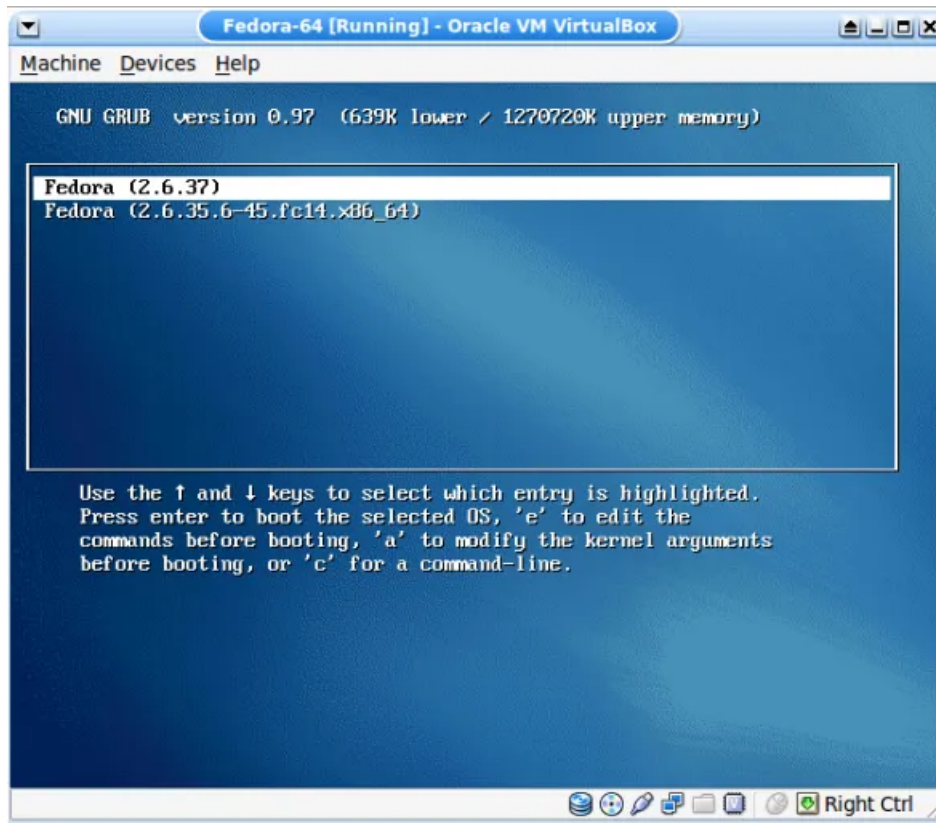 Fedora-64 [Running] - Oracle VM VirtualBox
Machine Devices Help
GNU GRUB version 0.97 (639K lower / 1270720K upper memory)
Fedora (2.6.37)
Fedora (2.6.35.6-45.fc14.x86_64)
Use the ↑ and ↓ keys to select which entry is highlighted.
Press enter to boot the selected OS, 'e' to edit the
commands before booting, 'a' to modify the kernel arguments
before booting, or 'c' for a command-line.
Right Ctrl